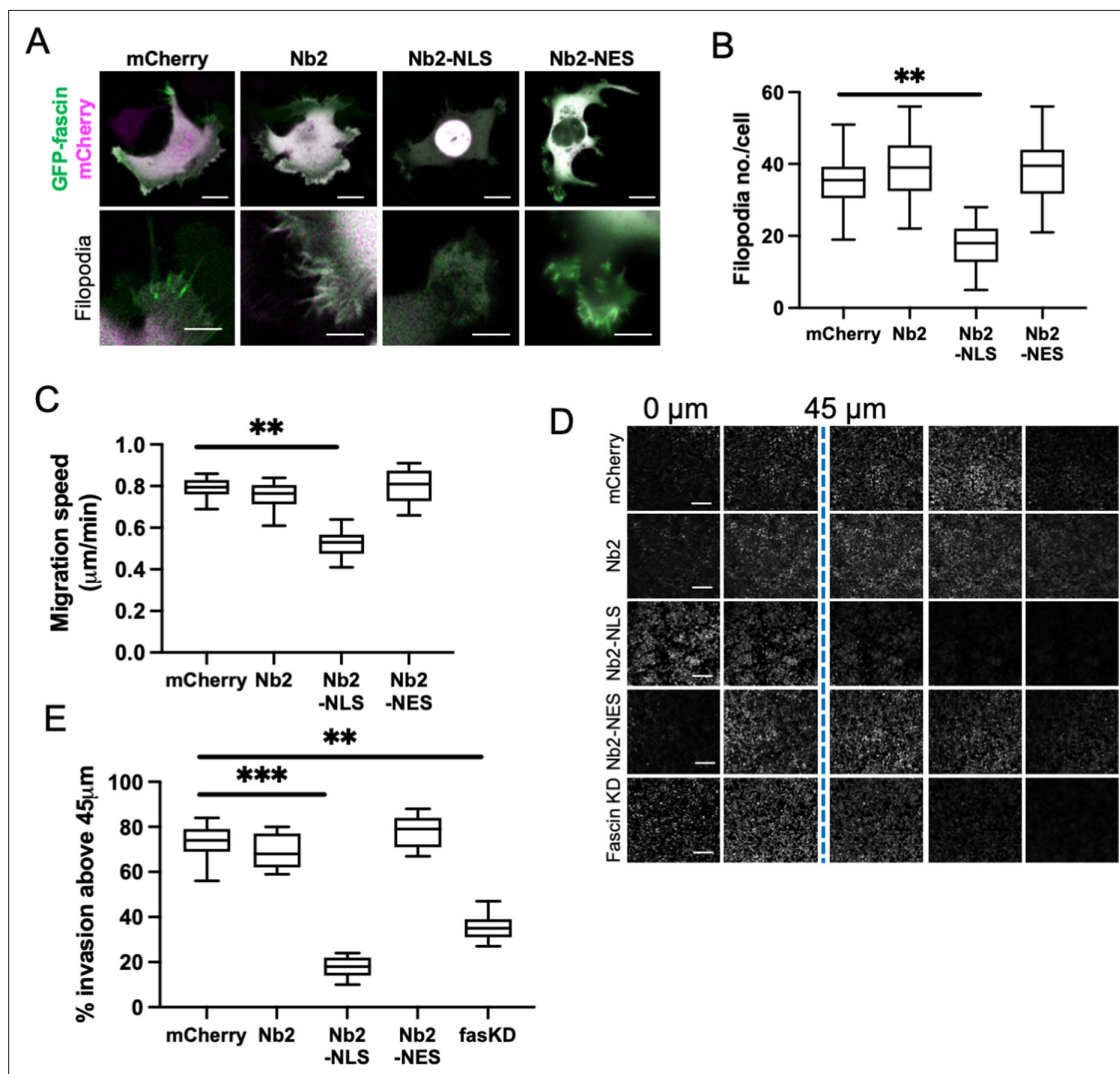 A
mCherry Nb2 Nb2-NLS Nb2-NES
GFP-fascin
mCherry
Filopodia
B
**
Filopodia no./cell
60
40
20
0
mCherry Nb2 Nb2 Nb2
-NLS -NES
C
**
Migration speed
(μm/min)
1.0
0.8
0.6
0.4
0.2
0.0
mCherry Nb2 Nb2 Nb2
-NLS -NES
D
0 μm 45 μm
mCherry
Nb2
Nb2-NLS
Nb2-NES
Fascin KD
E
**
***
% invasion above 45μm
100
80
60
40
20
0
mCherry Nb2 Nb2 Nb2 fasKD
-NLS -NES